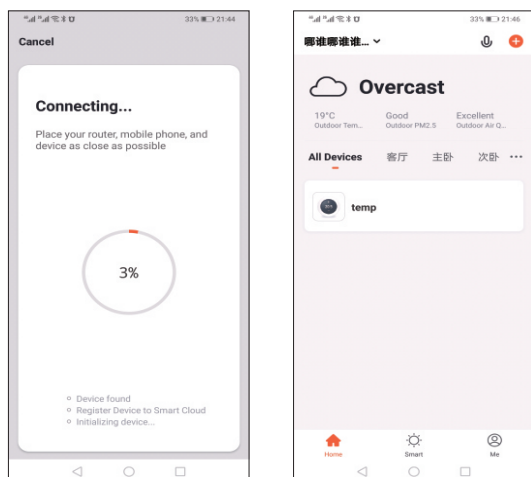 33% 21:44
Cancel
Connecting...
Place your router, mobile phone, and
device as close as possible
3%
Device found
Register Device to Smart Cloud
Initializing device...
33% 21:46
哪谁哪谁谁...
Overcast
19°C Good Excellent
Outdoor Tem... Outdoor PM2.5 Outdoor Air Q...
All Devices 客厅 主卧 次卧 ...
temp
Home Smart Me